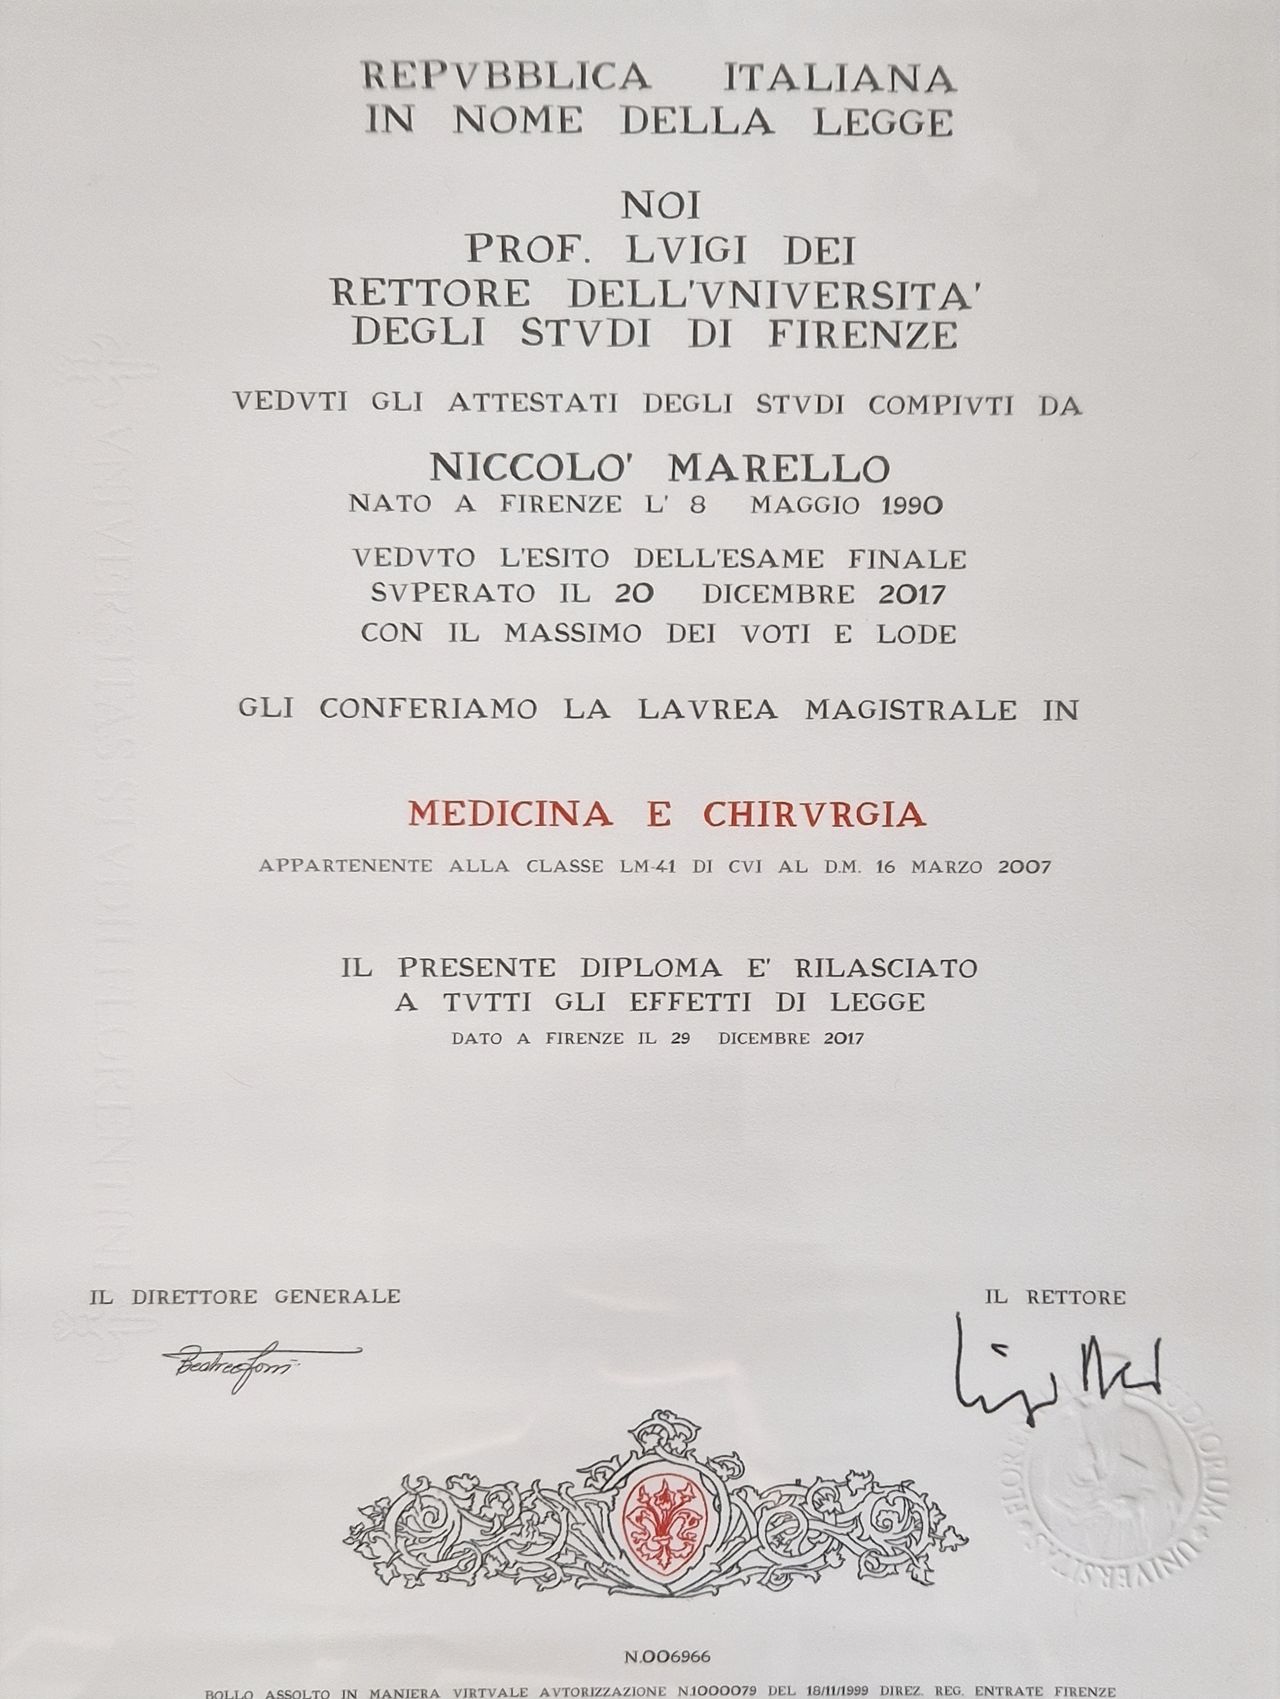 REPVBBLICA ITALIANA
IN NOME DELLA LEGGE
NOI
PROF. LVIGI DEI
RETTORE DELL'VNIVERSITA'
DEGLI STVDI DI FIRENZE
VEDVTI GLI ATTESTATI DEGLI STVDI COMPIVTI DA
NICCOLO' MARELLO
NATO A FIRENZE L' 8 MAGGIO 1990
VEDVTO L'ESITO DELL'ESAME FINALE
SVPERATO IL 20 DICEMBRE 2017
CON IL MASSIMO DEI VOTI E LODE
GLI CONFERIAMO LA LAVREA MAGISTRALE IN
MEDICINA E CHIRVRGIA
APPARTENENTE ALLA CLASSE LM-41 DI CVI AL D.M. 16 MARZO 2007
IL PRESENTE DIPLOMA E' RILASCIATO
A TVTTI GLI EFFETTI DI LEGGE
DATO A FIRENZE IL 29 DICEMBRE 2017
IL DIRETTORE GENERALE
IL RETTORE
N.006966
BOLLO ASSOLTO IN MANIERA VIRTVALE AVTORIZZAZIONE N.1000079 DEL 18/11/1999 DIREZ. REG. ENTRATE FIRENZE